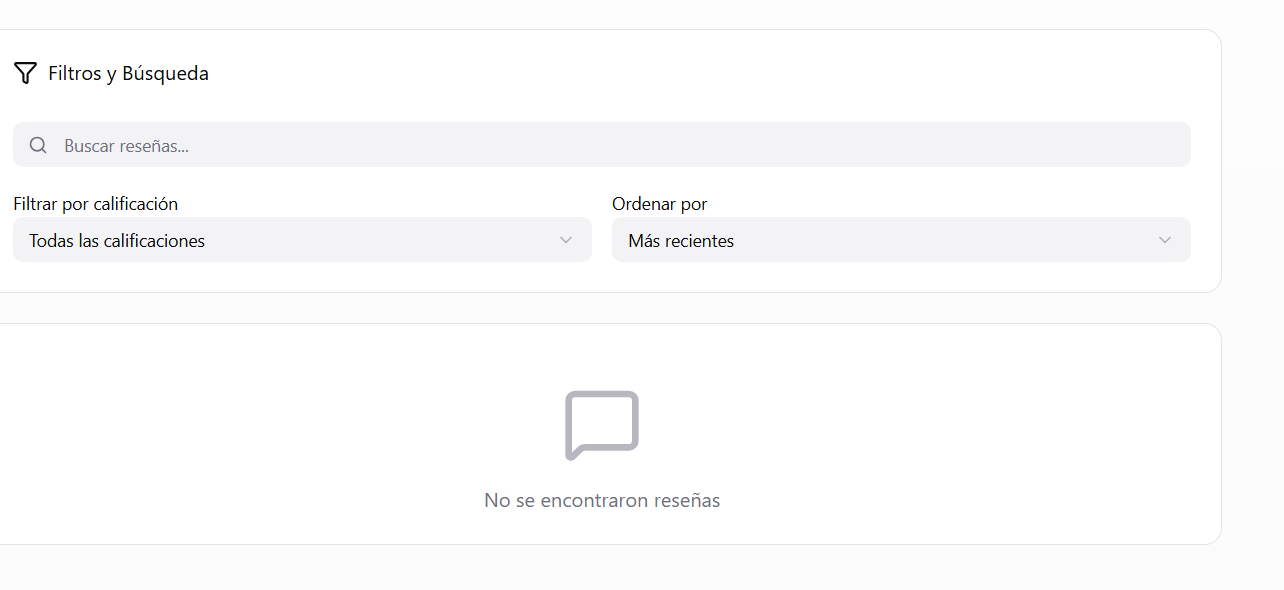 Filtros y Búsqueda
Buscar reseñas...
Filtrar por calificación
Ordenar por
Todas las calificaciones
Más recientes
No se encontraron reseñas